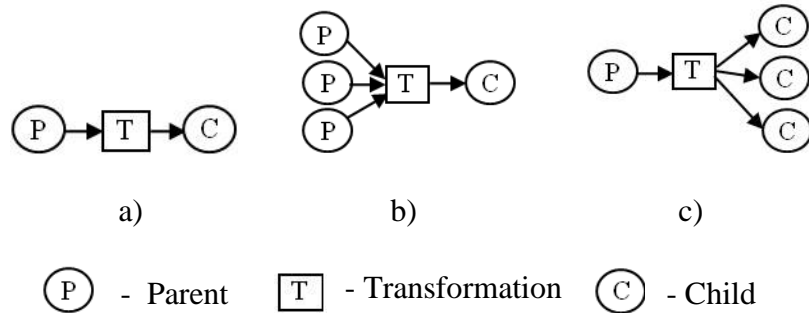 P T C
P P P T C
P T C C C
a) b) c)
P - Parent T - Transformation C - Child